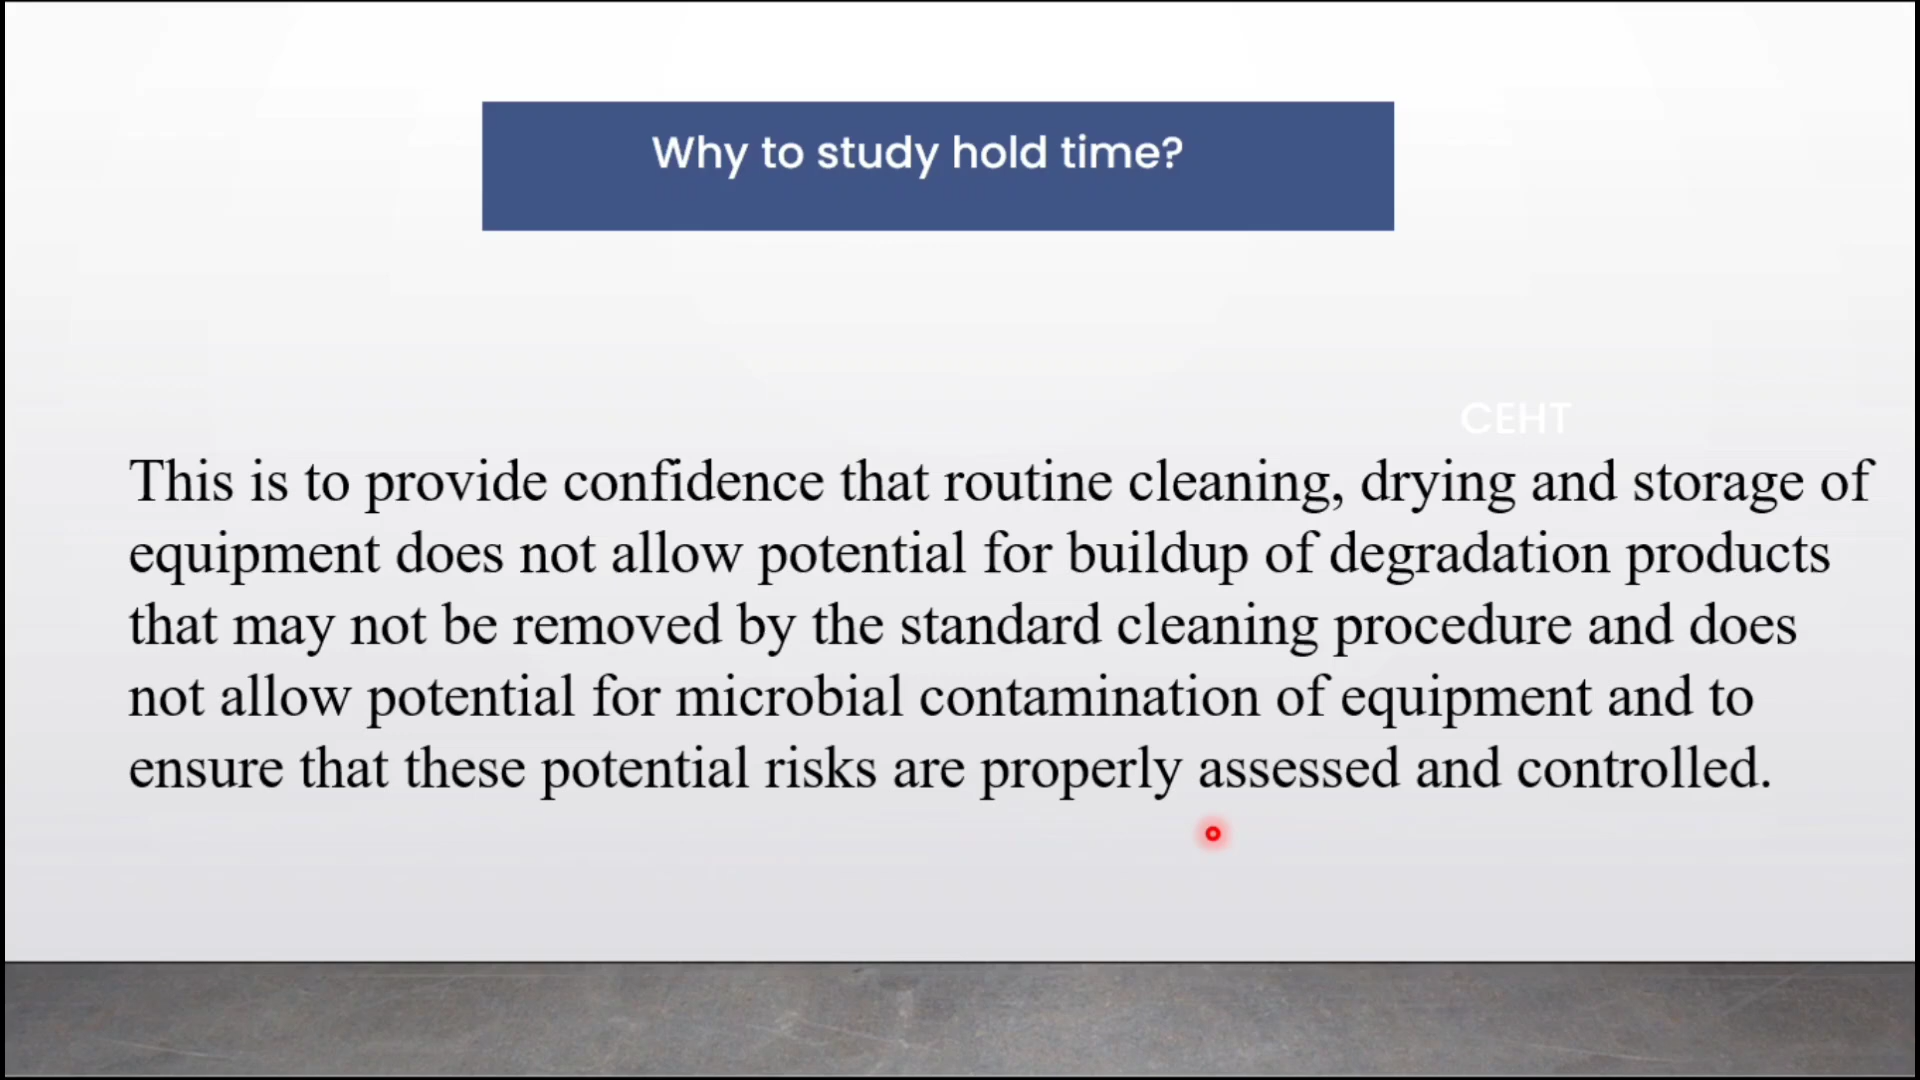 Why to study hold time?
CEHT
This is to provide confidence that routine cleaning, drying and storage of
equipment does not allow potential for buildup of degradation products
that may not be removed by the standard cleaning procedure and does
not allow potential for microbial contamination of equipment and to
ensure that these potential risks are properly assessed and controlled.